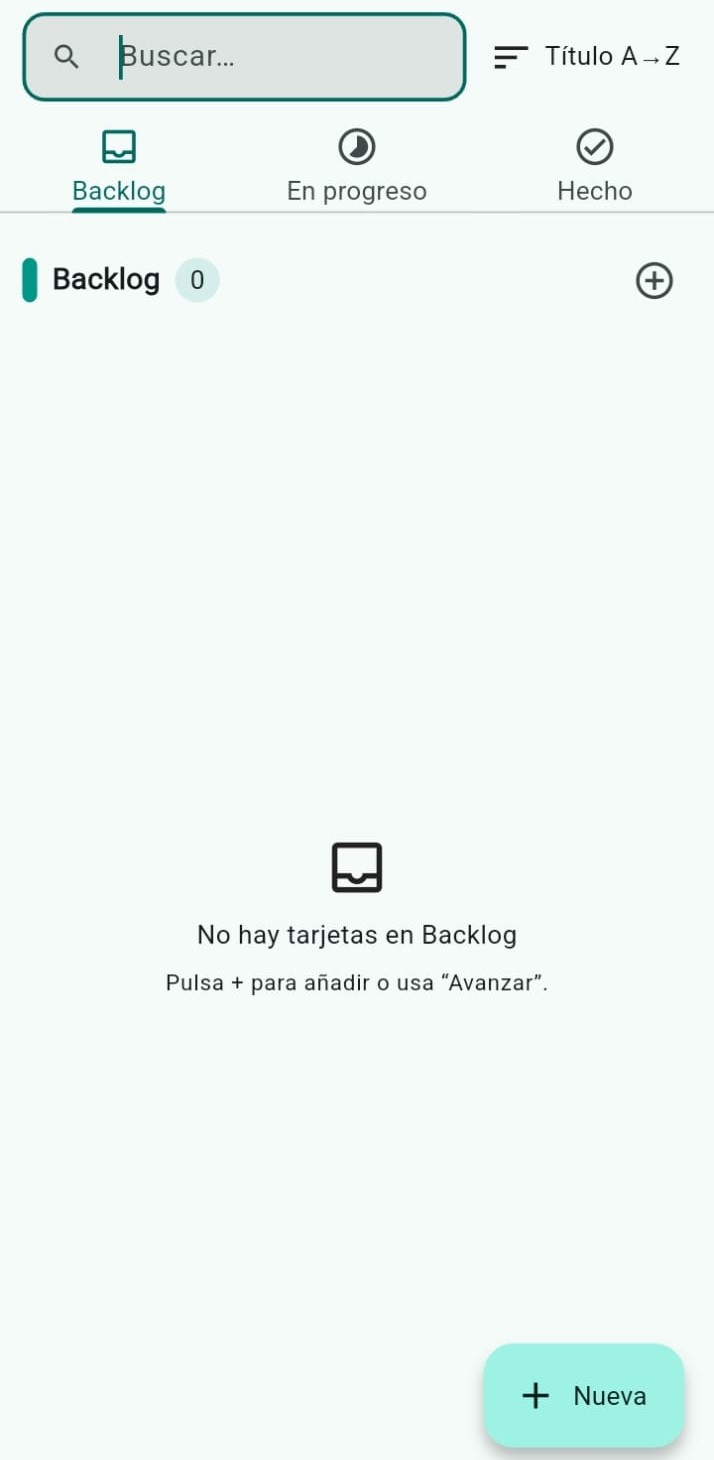 Buscar...
Título A→Z
Backlog
En progreso
Hecho
Backlog 0
No hay tarjetas en Backlog
Pulsa + para añadir o usa “Avanzar”.
+ Nueva